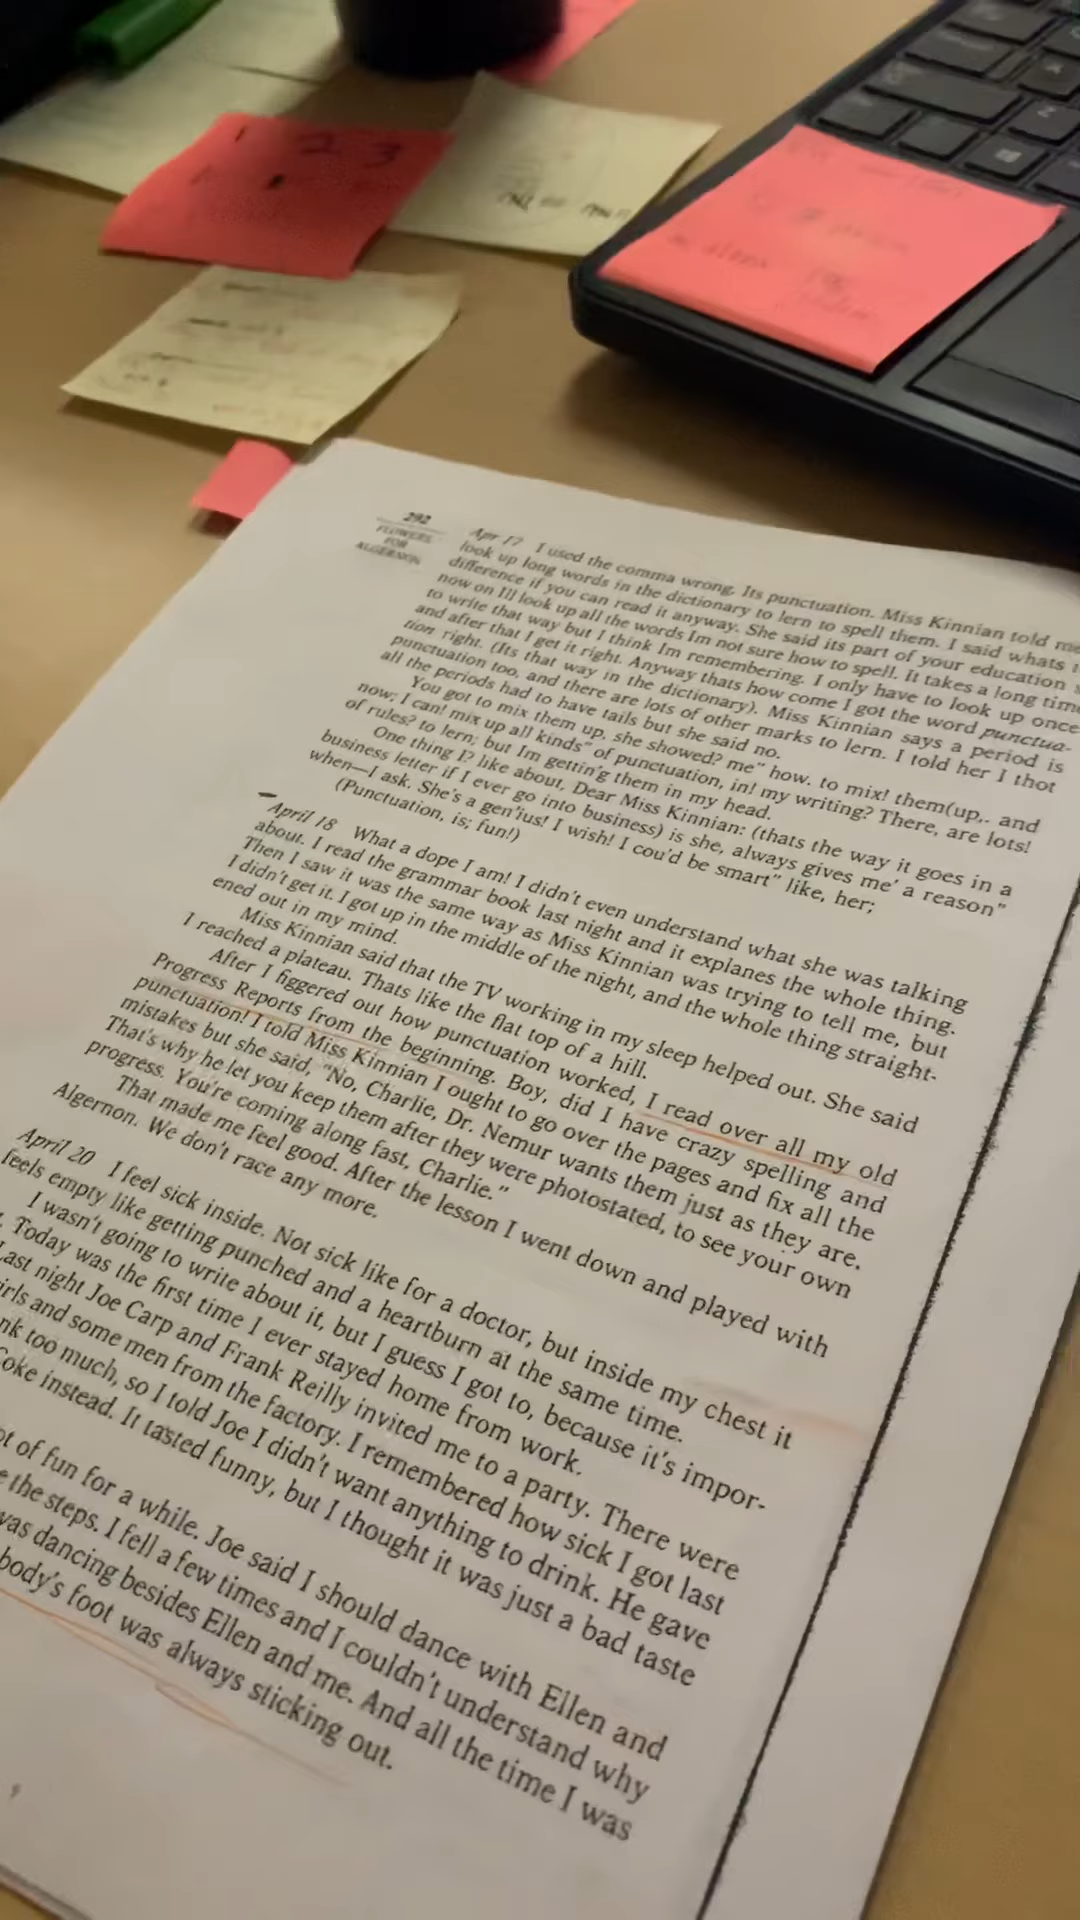 1 2 3
Z
292
FLOWERS
FOR
ALGERNON
Apr 17 I used the comma wrong. Its punctuation. Miss Kinnian told me
look up long words in the dictionary to lern to spell them. I said whats
difference if you can read it anyway. She said its part of your education
now on Ill look up all the words Im not sure how to spell. It takes a long time
to write that way but I think Im remembering. I only have to look up once
and after that I get it right. Anyway thats how come I got the word punctua-
tion right. (Its that way in the dictionary). Miss Kinnian says a period is
punctuation too, and there are lots of other marks to lern. I told her I thot
all the periods had to have tails but she said no.
You got to mix them up, she showed? me" how. to mix! them(up,. and
now; I can! mix up all kinds" of punctuation, in! my writing? There, are lots!
of rules? to lern; but Im getting'g them in my head.
One thing I? like about, Dear Miss Kinnian: (thats the way it goes in a
business letter if I ever go into business) is she, always gives me' a reason"
when—I ask. She's a gen'ius! I wish! I cou'd be smart" like, her;
(Punctuation, is; fun!)
April 18 What a dope I am! I didn't even understand what she was talking
about. I read the grammar book last night and it explanes the whole thing.
Then I saw it was the same way as Miss Kinnian was trying to tell me, but
I didn't get it. I got up in the middle of the night, and the whole thing straight-
ened out in my mind.
Miss Kinnian said that the TV working in my sleep helped out. She said
I reached a plateau. Thats like the flat top of a hill.
After I figgered out how punctuation worked, I read over all my old
Progress Reports from the beginning. Boy, did I have crazy spelling and
punctuation! I told Miss Kinnian I ought to go over the pages and fix all the
mistakes but she said, "No, Charlie, Dr. Nemur wants them just as they are.
That's why he let you keep them after they were photostated, to see your own
progress. You're coming along fast, Charlie."
That made me feel good. After the lesson I went down and played with
Algernon. We don't race any more.
April 20 I feel sick inside. Not sick like for a doctor, but inside my chest it
feels empty like getting punched and a heartburn at the same time.
I wasn't going to write about it, but I guess I got to, because it's impor-
. Today was the first time I ever stayed home from work.
Last night Joe Carp and Frank Reilly invited me to a party. There were
irls and some men from the factory. I remembered how sick I got last
nk too much, so I told Joe I didn't want anything to drink. He gave
Coke instead. It tasted funny, but I thought it was just a bad taste
ot of fun for a while. Joe said I should dance with Ellen and
e the steps. I fell a few times and I couldn't understand why
was dancing besides Ellen and me. And all the time I was
body's foot was always sticking out.